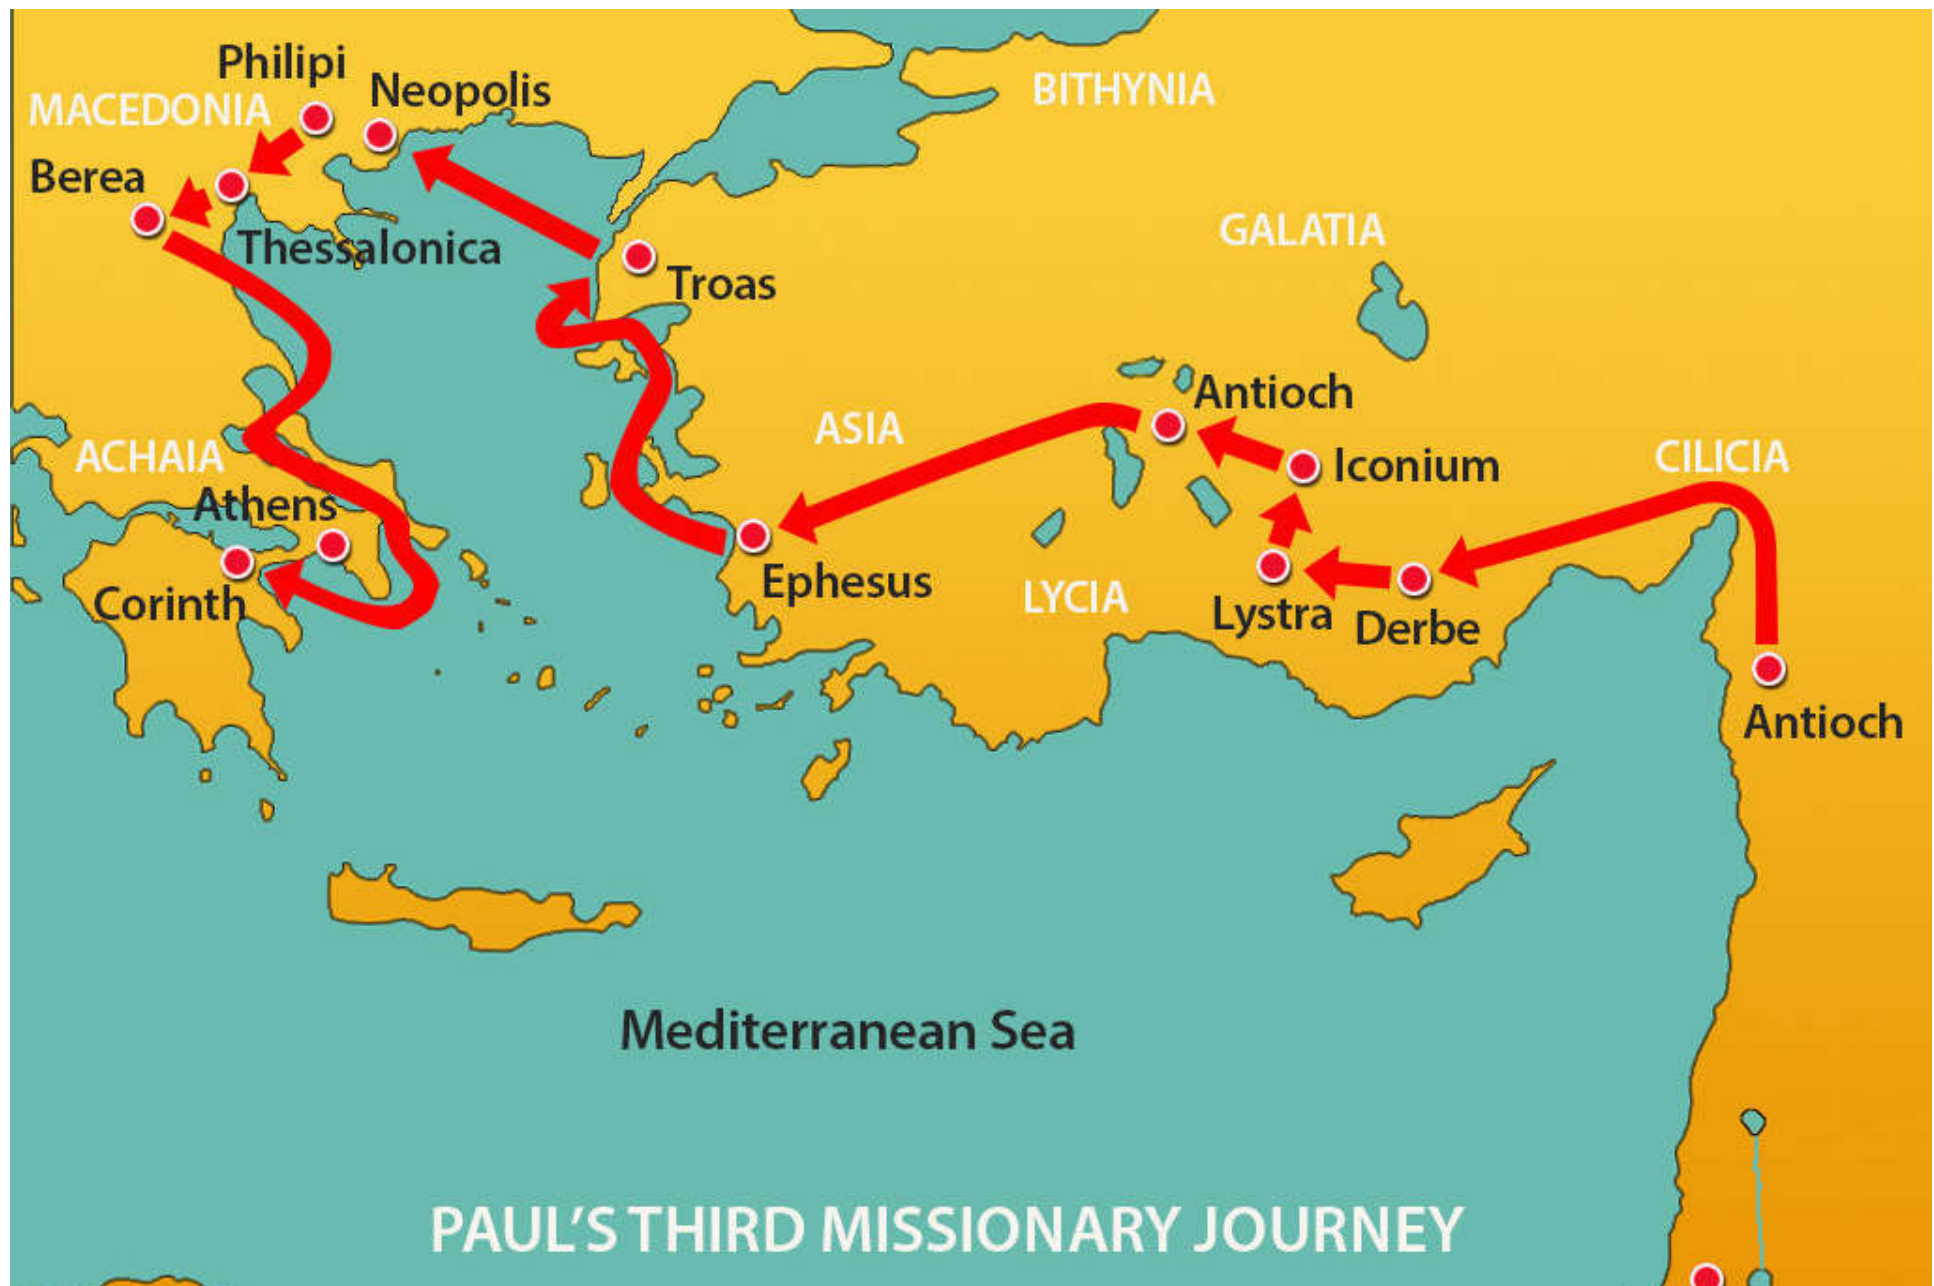 Philipi
Neopolis
MACEDONIA
BITHYNIA
Berea
Thessalonica
GALATIA
Troas
Antioch
ASIA
ACHAIA
Iconium
CILICIA
Athens
Ephesus
LYCIA
Corinth
Lystra
Derbe
Antioch
Mediterranean Sea
PAUL'S THIRD MISSIONARY JOURNEY